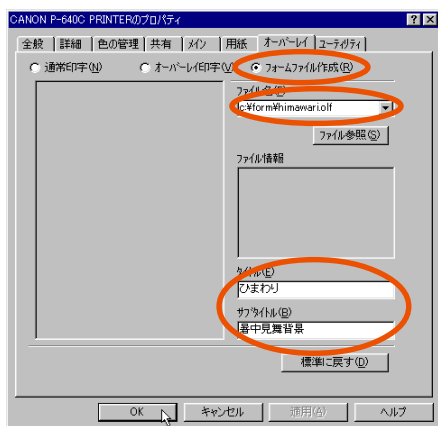 CANON P-640C PRINTERのプロパティ
全般 詳細 色の管理 共有 メイン 用紙 オーバーレイ ユーティリティ
通常印字(N) オーバーレイ印字(V) フォームファイル作成(R)
ファイル名(F)
c:¥form¥himawari.olf
ファイル参照(S)
ファイル情報
タイトル(E)
ひまわり
サブタイトル(B)
暑中見舞背景
標準に戻す(D)
OK キャンセル 適用(A) ヘルプ